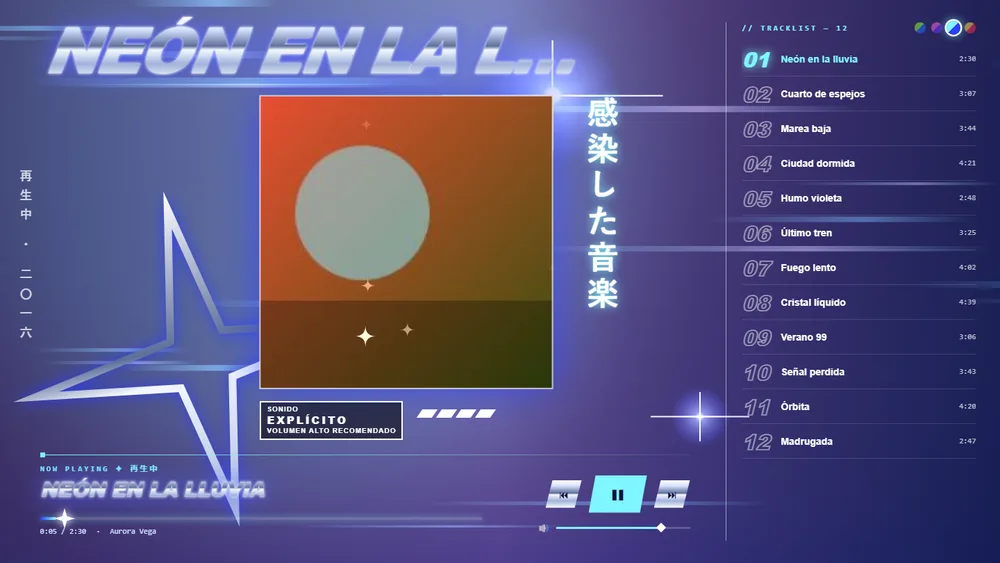 NEÓN EN LA L...
再生中・二〇一六
感染した音楽
SONIDO
EXPLÍCITO
VOLUMEN ALTO RECOMENDADO
NOW PLAYING ✦ 再生中
NEÓN EN LA LLUVIA
0:05 / 2:30 - Aurora Vega
// TRACKLIST — 12
01 Neón en la lluvia 2:30
02 Cuarto de espejos 3:07
03 Marea baja 3:44
04 Ciudad dormida 4:21
05 Humo violeta 2:48
06 Último tren 3:25
07 Fuego lento 4:02
08 Cristal líquido 4:39
09 Verano 99 3:06
10 Señal perdida 3:43
11 Órbita 4:20
12 Madrugada 2:47